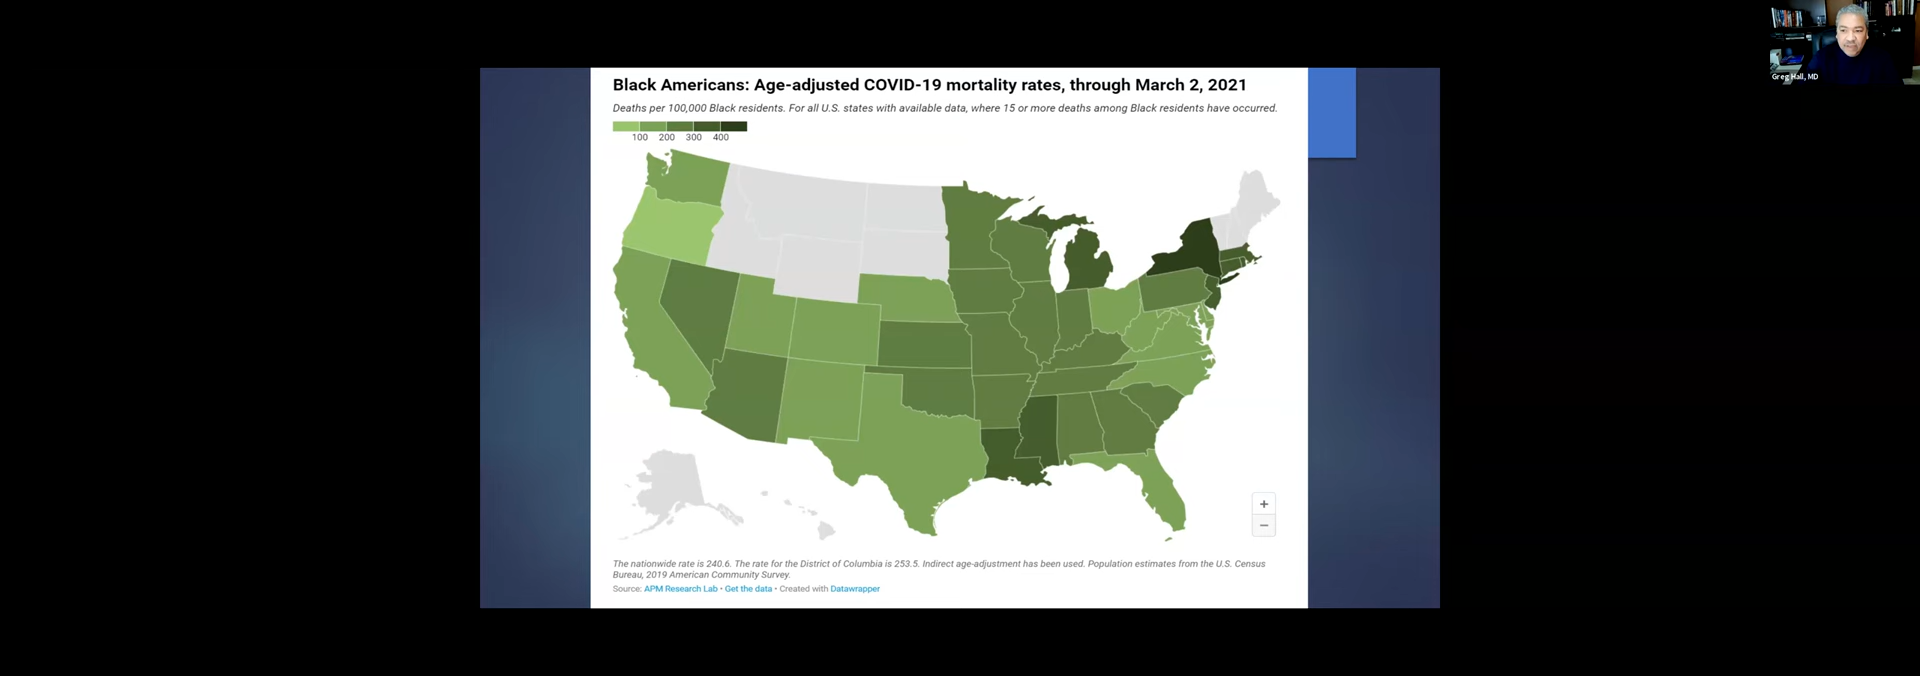 Greg Hall, MD
Black Americans: Age-adjusted COVID-19 mortality rates, through March 2, 2021
Deaths per 100,000 Black residents. For all U.S. states with available data, where 15 or more deaths among Black residents have occurred.
100 200 300 400
+
−
The nationwide rate is 240.6. The rate for the District of Columbia is 253.5. Indirect age-adjustment has been used. Population estimates from the U.S. Census
Bureau, 2019 American Community Survey.
Source: APM Research Lab • Get the data • Created with Datawrapper